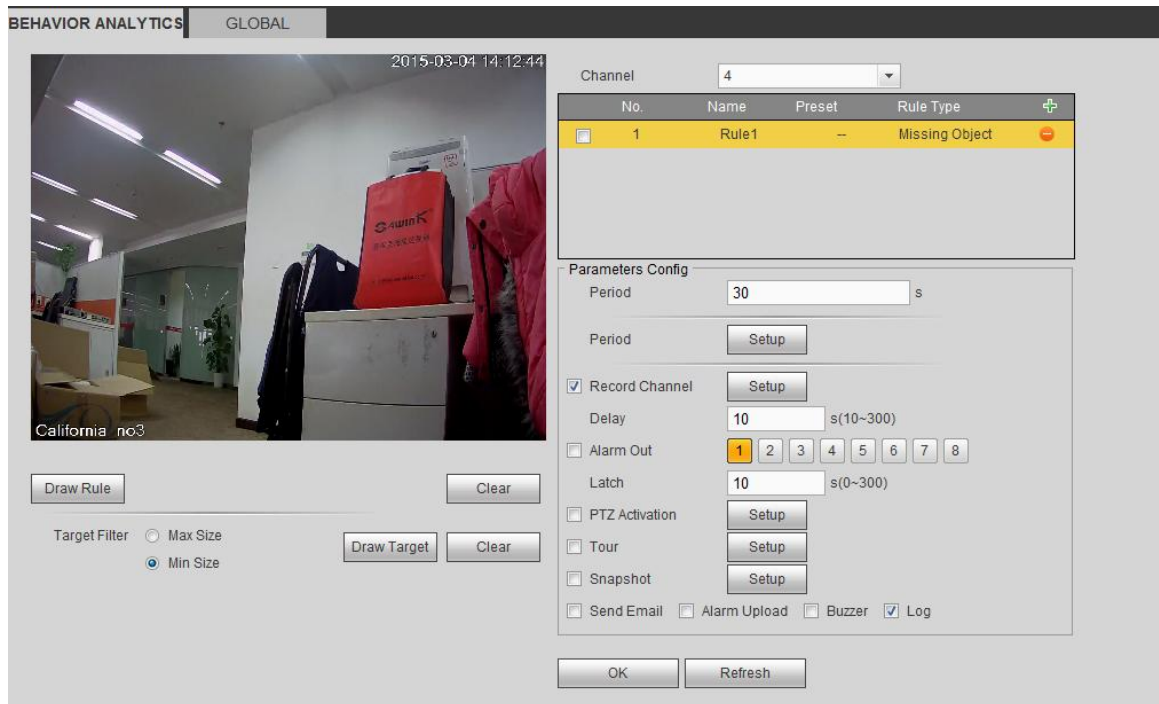 BEHAVIOR ANALYTICS GLOBAL
2015-03-04 14:12:44
SAWINK
California no3
Draw Rule Clear
Target Filter Max Size
Min Size
Draw Target Clear
Channel 4
No. Name Preset Rule Type
1 Rule1 -- Missing Object
Parameters Config
Period 30 s
Period Setup
Record Channel Setup
Delay 10 s(10~300)
Alarm Out 1 2 3 4 5 6 7 8
Latch 10 s(0~300)
PTZ Activation Setup
Tour Setup
Snapshot Setup
Send Email Alarm Upload Buzzer Log
OK Refresh